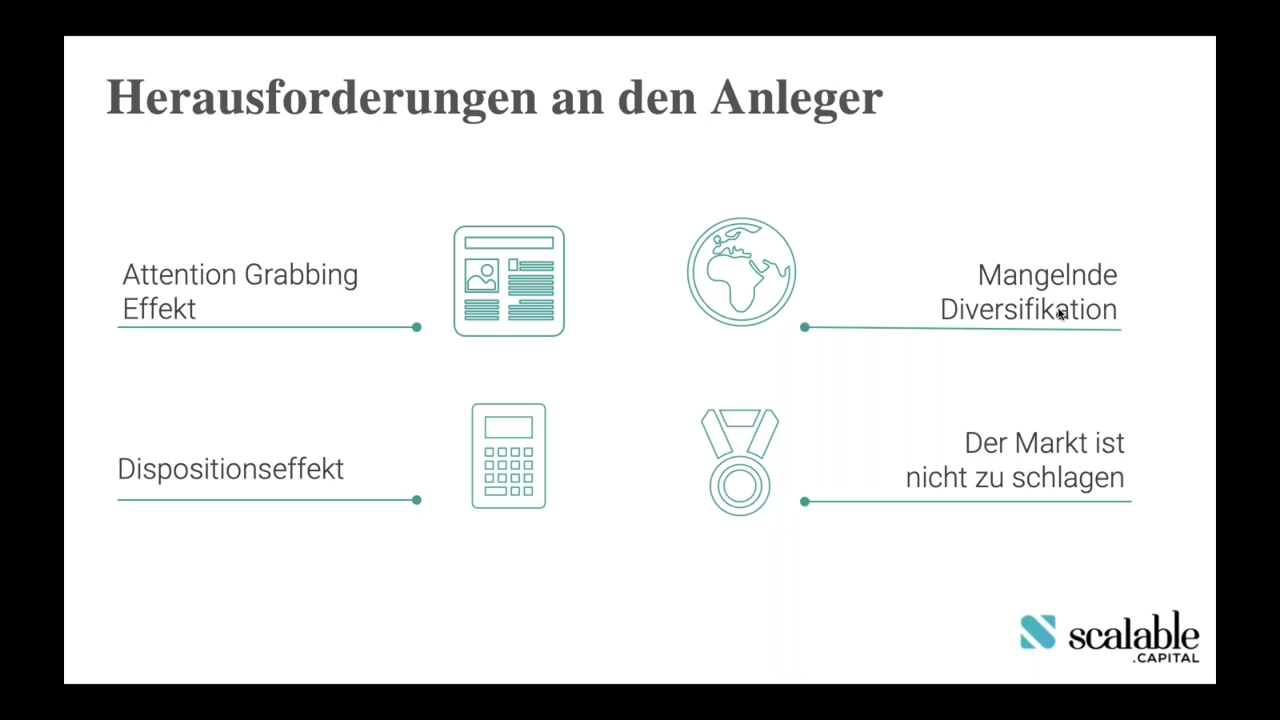 Herausforderungen an den Anleger
Attention Grabbing
Effekt
Mangelnde
Diversifikation
Dispositionseffekt
Der Markt ist
nicht zu schlagen
scalable
.CAPITAL